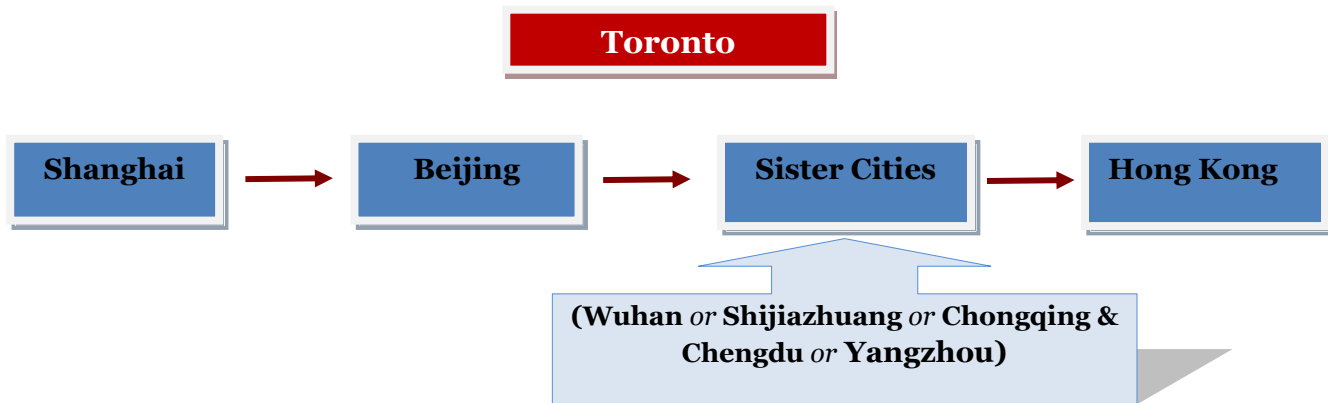 Toronto
Shanghai
Beijing
Sister Cities
Hong Kong
(Wuhan or Shijiazhuang or Chongqing &
Chengdu or Yangzhou)